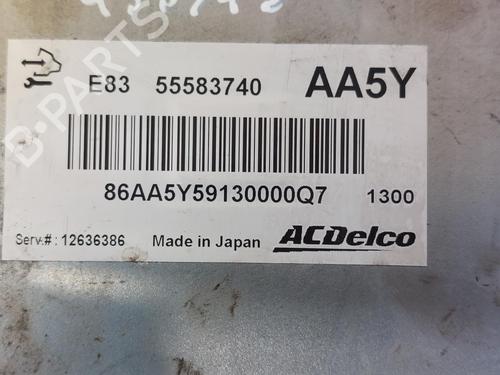 E83 55583740 AA5Y
86AA5Y59130000Q7 1300
Serv.# : 12636386 Made in Japan ACDelco
B-PARTS